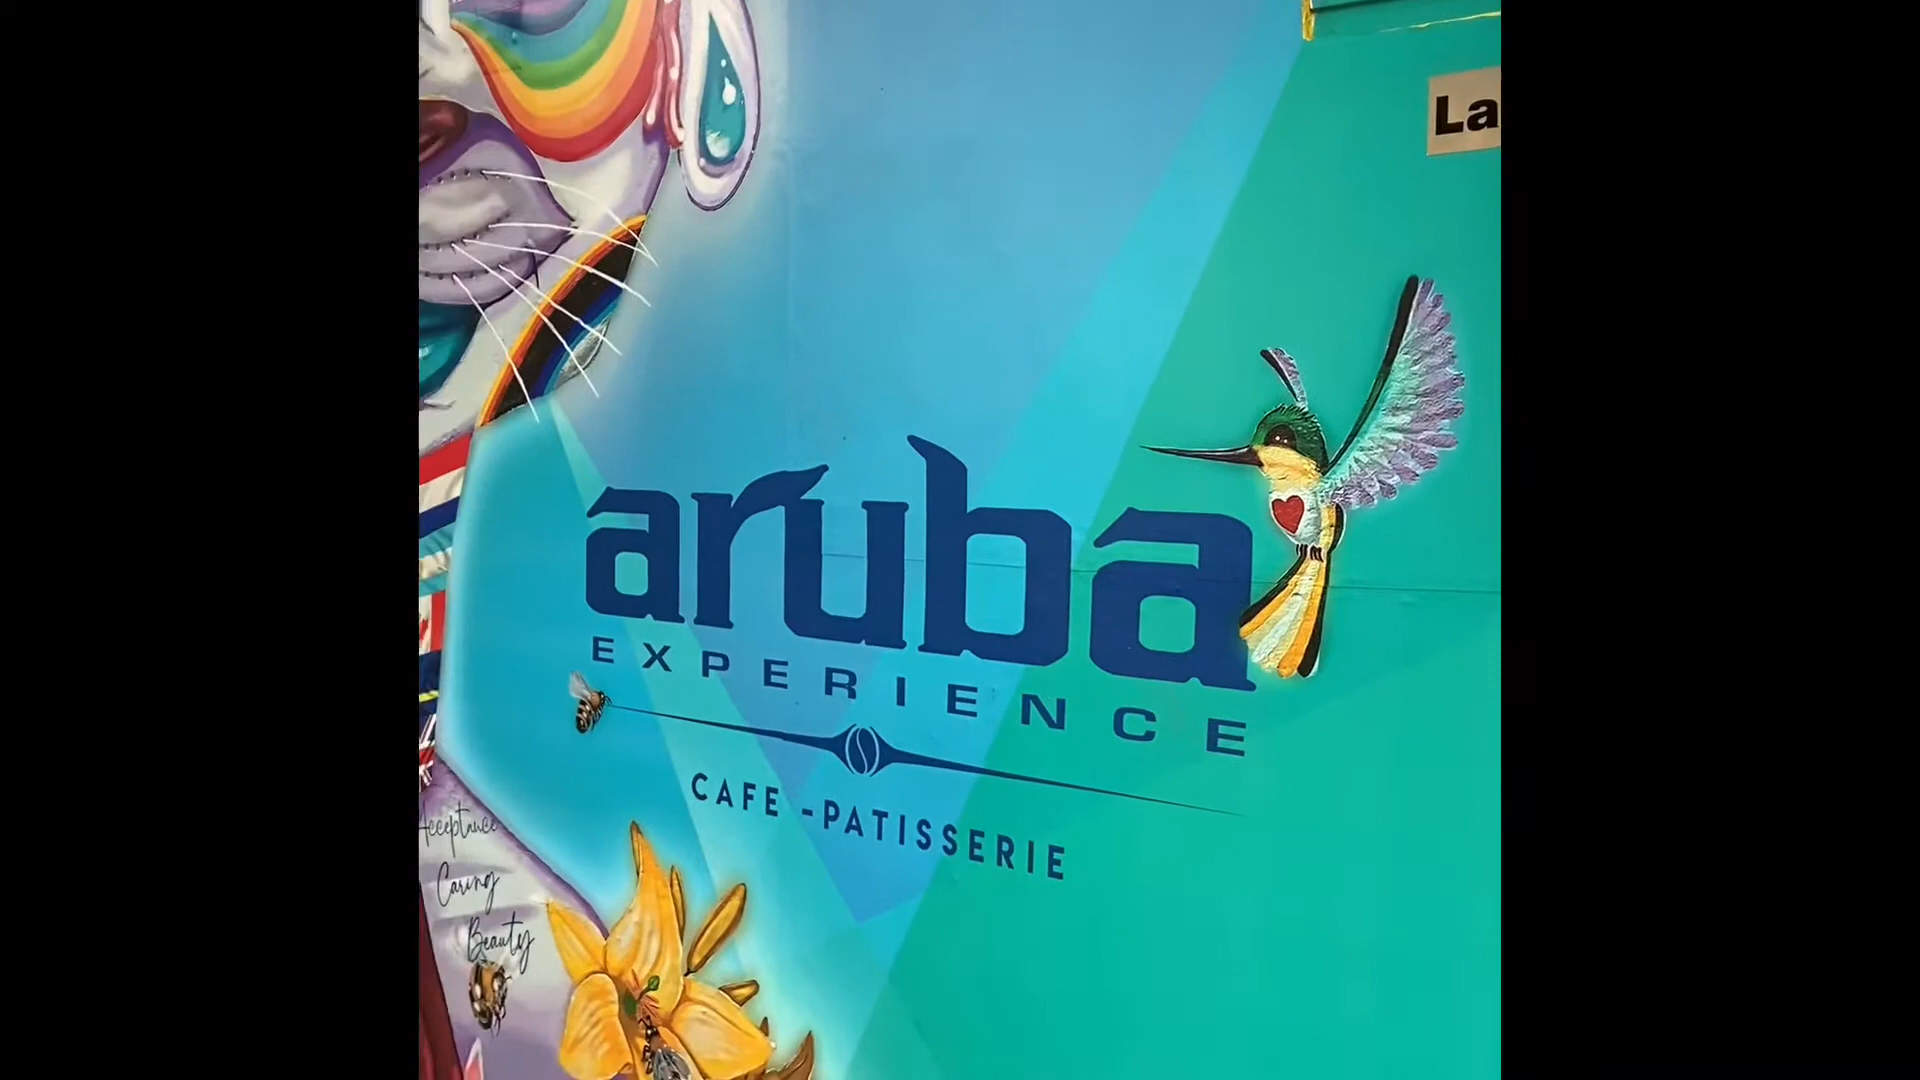 La
aruba
EXPERIENCE
CAFE - PATISSERIE
Acceptance
Caring
Beauty